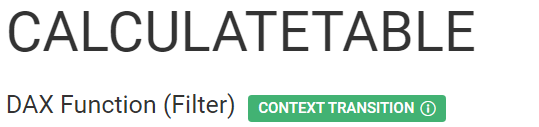 CALCULATETABLE
DAX Function (Filter) CONTEXT TRANSITION